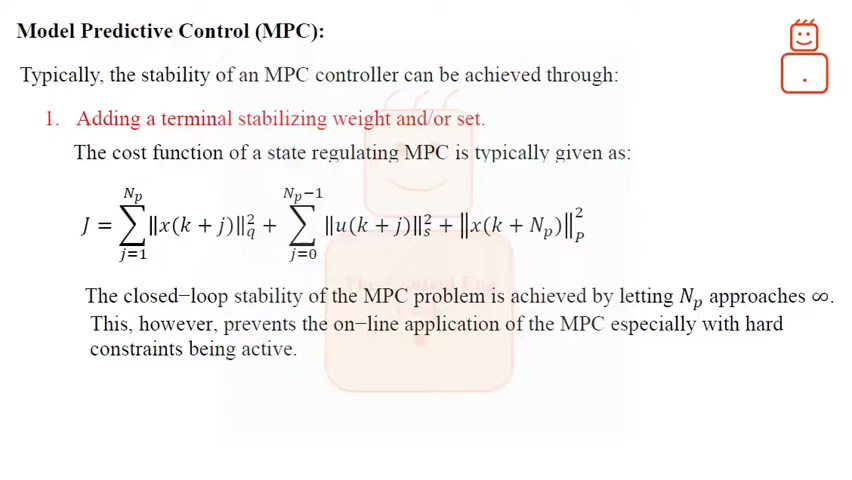 Model Predictive Control (MPC):
Typically, the stability of an MPC controller can be achieved through:
1. Adding a terminal stabilizing weight and/or set.
The cost function of a state regulating MPC is typically given as:
J = \sum_{j=1}^{N_p} \|x(k+j)\|_q^2 + \sum_{j=0}^{N_p-1} \|u(k+j)\|_s^2 + \|x(k+N_p)\|_P^2
The closed−loop stability of the MPC problem is achieved by letting N_p approaches ∞.
This, however, prevents the on−line application of the MPC especially with hard
constraints being active.